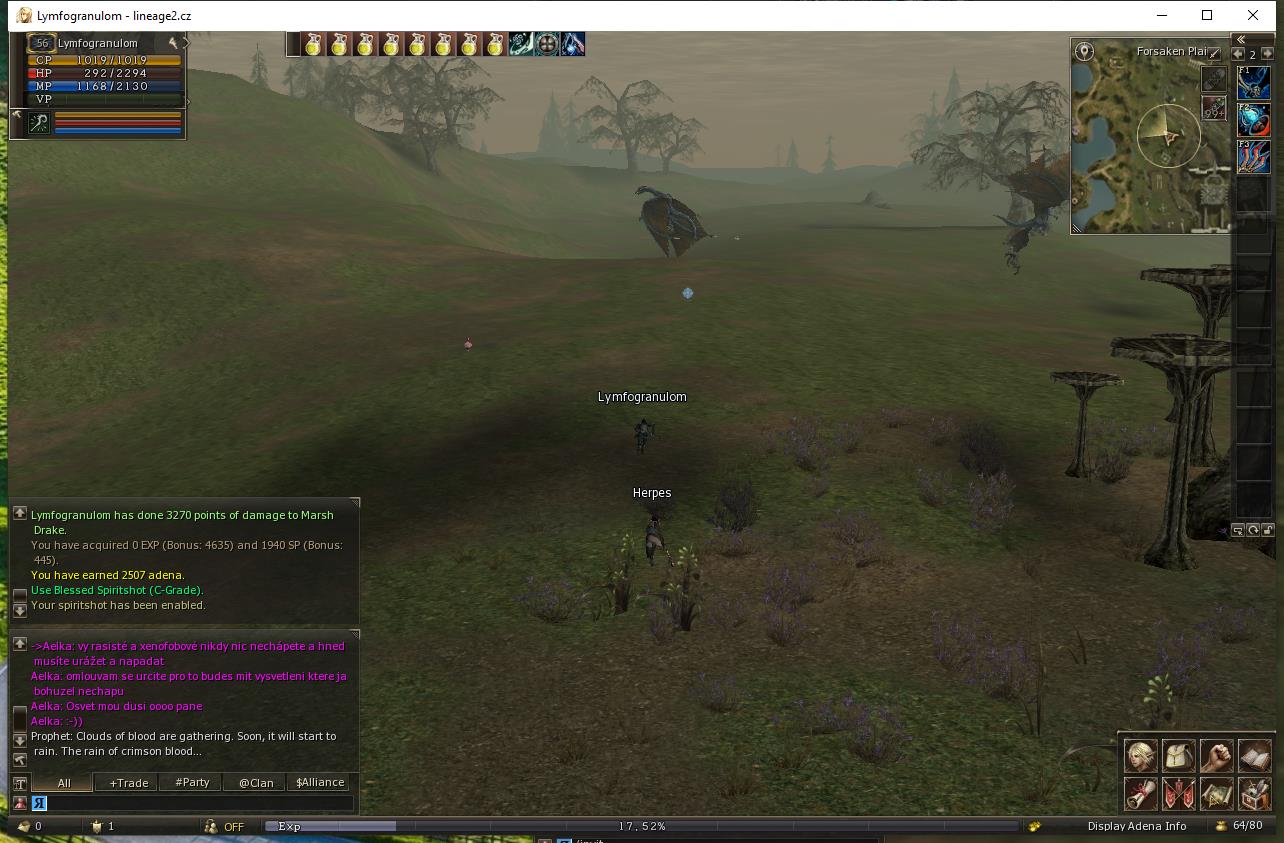 Lymfogranulom - lineage2.cz
56 Lymfogranulom
CP 1019/1019
HP 292/2294
MP 1168/2130
VP
Forsaken Plai
2
F1
99+
F2
F3
Lymfogranulom
Herpes
Lymfogranulom has done 3270 points of damage to Marsh
Drake.
You have acquired 0 EXP (Bonus: 4635) and 1940 SP (Bonus:
445).
You have earned 2507 adena.
Use Blessed Spiritshot (C-Grade).
Your spiritshot has been enabled.
->Aelka: vy rasisté a xenofobové nikdy nic nechápete a hned
musíte urážet a napadat
Aelka: omlouvam se urcite pro to budes mit vysvetleni ktere ja
bohuzel nechapu
Aelka: Osvet mou dusi oooo pane
Aelka: :-))
Prophet: Clouds of blood are gathering. Soon, it will start to
rain. The rain of crimson blood...
All +Trade #Party @Clan $Alliance
Я
0 1 OFF Exp 17,52% Display Adena Info 64/80